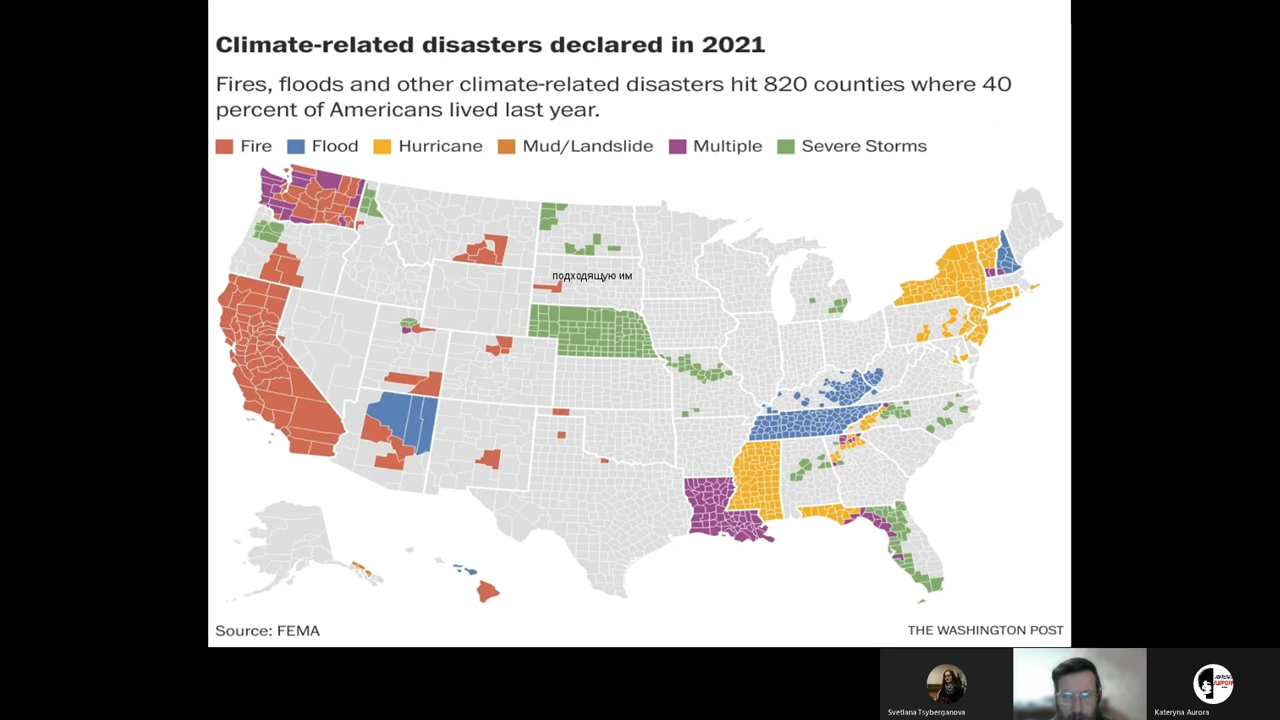 Climate-related disasters declared in 2021
Fires, floods and other climate-related disasters hit 820 counties where 40
percent of Americans lived last year.
Fire Flood Hurricane Mud/Landslide Multiple Severe Storms
подходящую им
Source: FEMA
THE WASHINGTON POST
Svetlana Tsyberganova
Kateryna Aurora